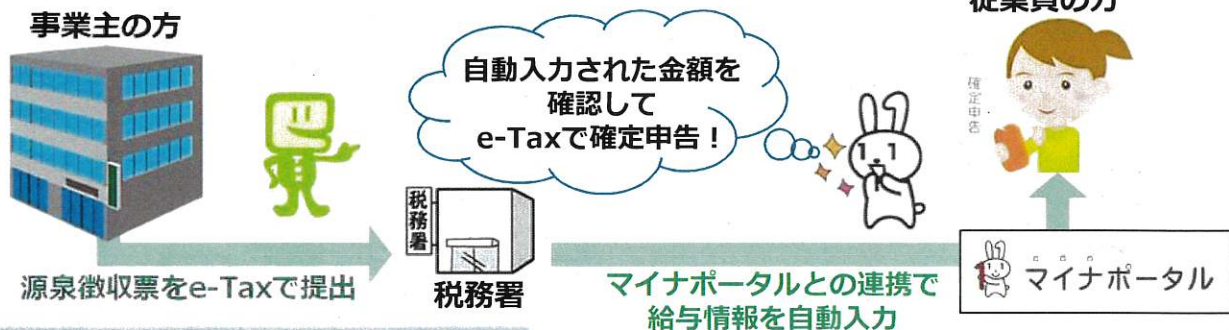 事業主の方
従業員の方
自動入力された金額を
確認して
e-Taxで確定申告！
確定申告
税務署
源泉徴収票をe-Taxで提出
税務署
マイナポータルとの連携で
給与情報を自動入力
マイナポータル